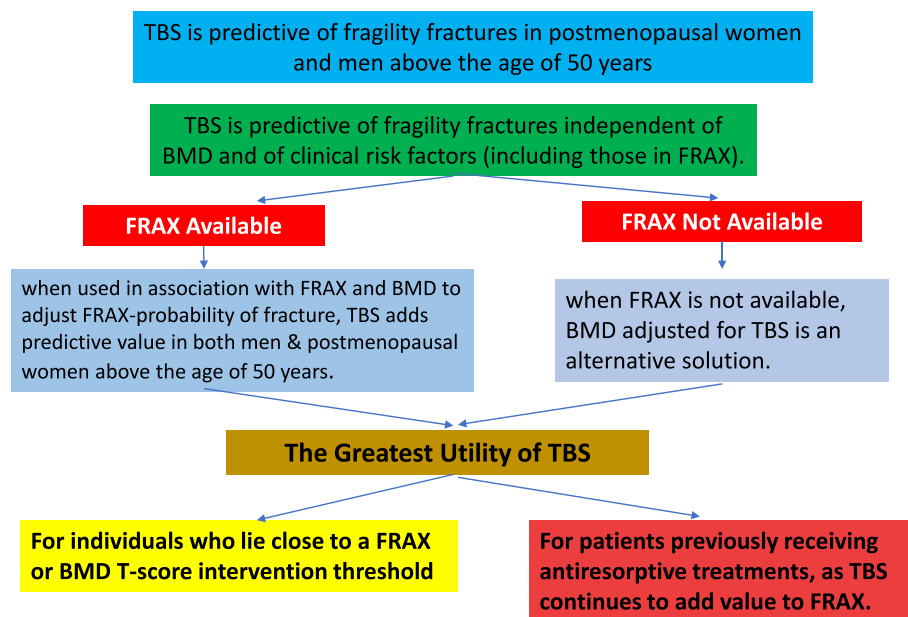 TBS is predictive of fragility fractures in postmenopausal women
and men above the age of 50 years
TBS is predictive of fragility fractures independent of
BMD and of clinical risk factors (including those in FRAX).
FRAX Available
FRAX Not Available
when used in association with FRAX and BMD to
adjust FRAX-probability of fracture, TBS adds
predictive value in both men & postmenopausal
women above the age of 50 years.
when FRAX is not available,
BMD adjusted for TBS is an
alternative solution.
The Greatest Utility of TBS
For individuals who lie close to a FRAX
or BMD T-score intervention threshold
For patients previously receiving
antiresorptive treatments, as TBS
continues to add value to FRAX.